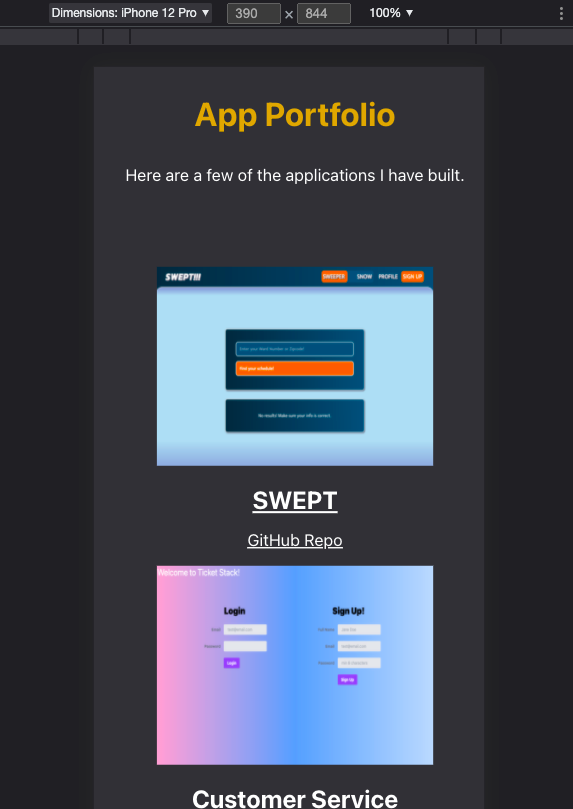 Dimensions: iPhone 12 Pro ▼ 390 × 844 100% ▼
App Portfolio
Here are a few of the applications I have built.
SWEPT!!! SWEEPER SNOW PROFILE SIGN UP
Enter your Ward Number or Zipcode!
Find your schedule!
No results! Make sure your info is correct.
SWEPT
GitHub Repo
Welcome to Ticket Stack!
Login Sign Up!
Email Full Name
Password Email
Login Password
Sign Up
Customer Service